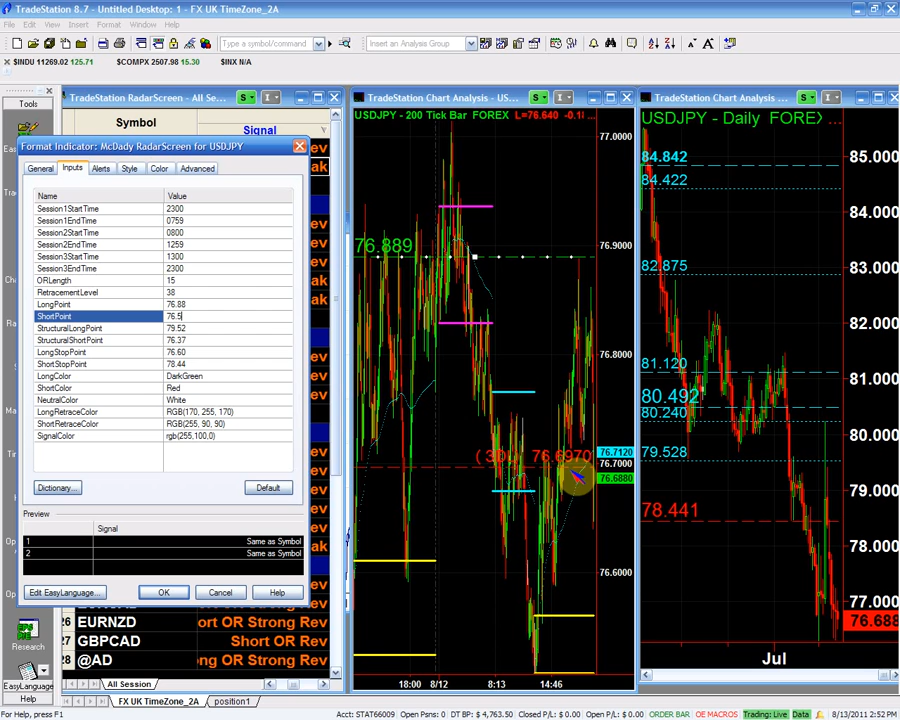 TradeStation 8.7 - Untitled Desktop: 1 - FX UK TimeZone_2A
File Edit View Insert Format Window Help
Type a symbol/command
Insert an Analysis Group
$INDU 11269.02 125.71 $COMPX 2507.98 15.30 $INX N/A
Tools
TradeStation RadarScreen - All Se...
S
I
Symbol
Signal
TradeStation Chart Analysis - US...
S
I
USDJPY - 200 Tick Bar FOREX L=76.640
77.0000
76.889
76.9000
76.8000
( 30 ) 76.6970
76.7120
76.7000
76.6880
76.6000
18:00 8/12 8:13 14:46
TradeStation Chart Analysis ...
S
I
USDJPY - Daily FOREX ...
84.842
84.422
82.875
81.120
80.492
80.240
79.528
78.441
85.000
84.000
83.000
82.000
81.000
80.000
79.000
78.000
77.000
76.688
Jul
Format Indicator: McDady RadarScreen for USDJPY
General Inputs Alerts Style Color Advanced
Name Value
Session1StartTime 2300
Session1EndTime 0759
Session2StartTime 0800
Session2EndTime 1259
Session3StartTime 1300
Session3EndTime 2300
ORLength 15
RetracementLevel 38
LongPoint 76.88
ShortPoint 76.5
StructuralLongPoint 79.52
StructuralShortPoint 76.37
LongStopPoint 76.60
ShortStopPoint 78.44
LongColor DarkGreen
ShortColor Red
NeutralColor White
LongRetraceColor RGB(170, 255, 170)
ShortRetraceColor RGB(255, 90, 90)
SignalColor rgb(255,100,0)
Dictionary... Default
Preview
Signal
1 Same as Symbol
2 Same as Symbol
Edit EasyLanguage... OK Cancel Help
26 EURNZD ort OR Strong Rev
GBPCAD Short OR Strong Rev
28 @AD ong OR Strong Rev
Research
EasyLanguage
Help
All Session
FX UK TimeZone_2A position1
For Help, press F1
Acct: STAT66009 Open Psns: 0 DT BP: $ 4,763.50 Closed P/L: $ 0.00 Open P/L: $ 0.00 ORDER BAR OE MACROS Trading: Live Data 8/13/2011 2:52 PM